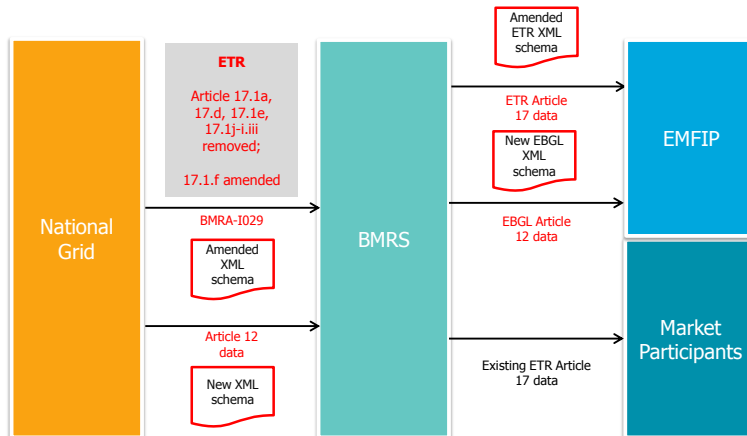 National
Grid
ETR
Article 17.1a,
17.d, 17.1e,
17.1j-i.iii
removed;
17.1.f amended
BMRA-I029
Amended
XML
schema
Article 12
data
New XML
schema
BMRS
Amended
ETR XML
schema
ETR Article
17 data
New EBGL
XML
schema
EBGL Article
12 data
Existing ETR Article
17 data
EMFIP
Market
Participants